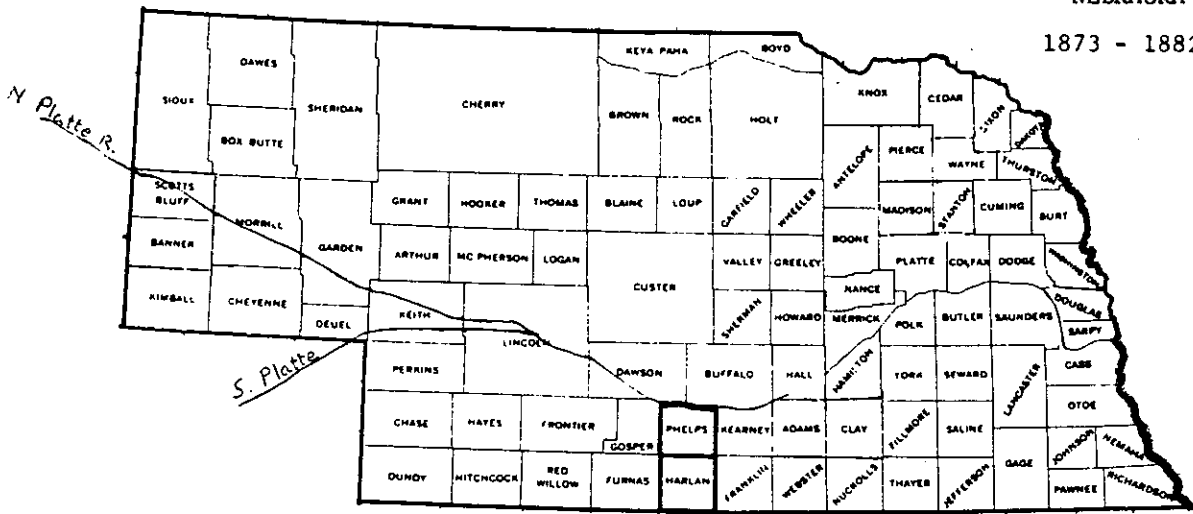 1873 - 1882
KEYA PAHA
BOYD
DAWES
SIOUX
SHERIDAN
CHERRY
BROWN
ROCK
HOLT
KNOX
CEDAR
DIXON
DAKOTA
N Platte R.
BOX BUTTE
ANTELOPE
PIERCE
WAYNE
THURSTON
SCOTTS
BLUFF
MORRILL
GRANT
HOOKER
THOMAS
BLAINE
LOUP
GARFIELD
WHEELER
MADISON
STANTON
CUMING
BURT
BANNER
GARDEN
ARTHUR
MC PHERSON
LOGAN
VALLEY
GREELEY
BOONE
PLATTE
COLFAX
DODGE
WASHINGTON
KIMBALL
CHEYENNE
DEUEL
KEITH
LINCOLN
CUSTER
SHERMAN
HOWARD
NANCE
MERRICK
POLK
BUTLER
SAUNDERS
DOUGLAS
SARPY
S. Platte
PERKINS
DAWSON
BUFFALO
HALL
HAMILTON
YORK
SEWARD
LANCASTER
CASS
OTOE
CHASE
HAYES
FRONTIER
GOSPER
PHELPS
KEARNEY
ADAMS
CLAY
FILLMORE
SALINE
GAGE
JOHNSON
NEMAHA
DUNDY
HITCHCOCK
RED
WILLOW
FURNAS
HARLAN
FRANKLIN
WEBSTER
NUCKOLLS
THAYER
JEFFERSON
PAWNEE
RICHARDSON